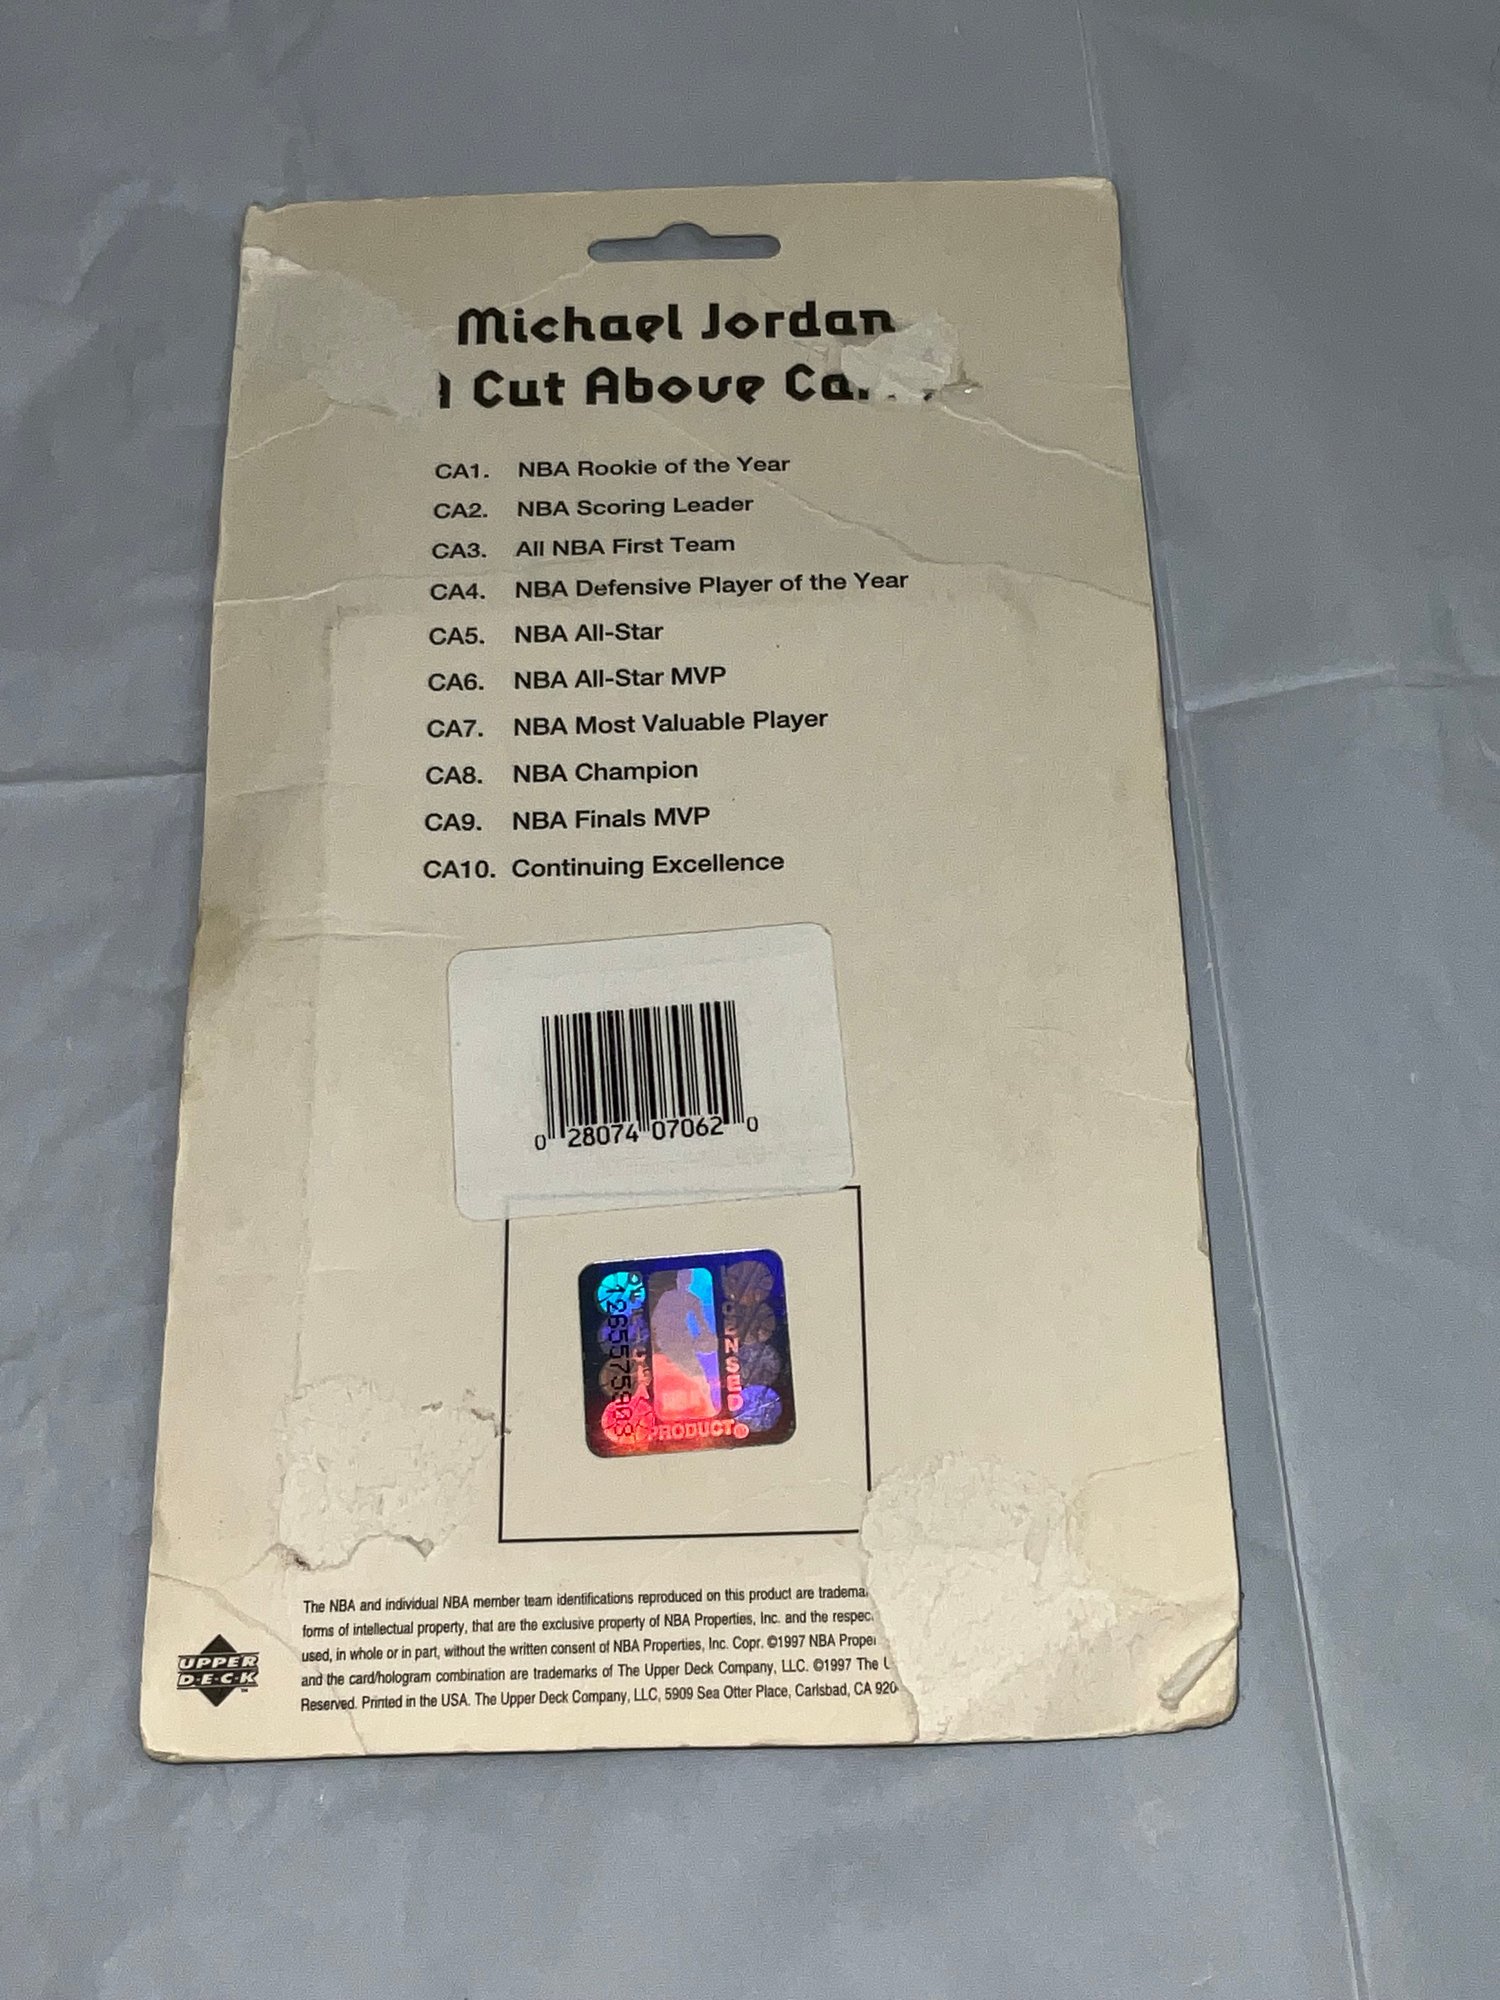 Michael Jordan
Cut Above
CA1. NBA Rookie of the Year
CA2. NBA Scoring Leader
CA3. All NBA First Team
CA4. NBA Defensive Player of the Year
CA5. NBA All-Star
CA6. NBA All-Star MVP
CA7. NBA Most Valuable Player
CA8. NBA Champion
CA9. NBA Finals MVP
CA10. Continuing Excellence
0 28074 07062 0
NBA
PRODUCT
The NBA and individual NBA member team identifications reproduced on this product are
forms of intellectual property, that are the exclusive property of NBA Properties, Inc. and the
used, in whole or in part, without the written consent of NBA Properties, Inc. Copr. ©1997 NBA
and the card/hologram combination are trademarks of The Upper Deck Company, LLC. ©1997 The
Reserved. Printed in the USA. The Upper Deck Company, LLC, 5909 Sea Otter Place, Carlsbad, CA
UPPER
D·E·C·K